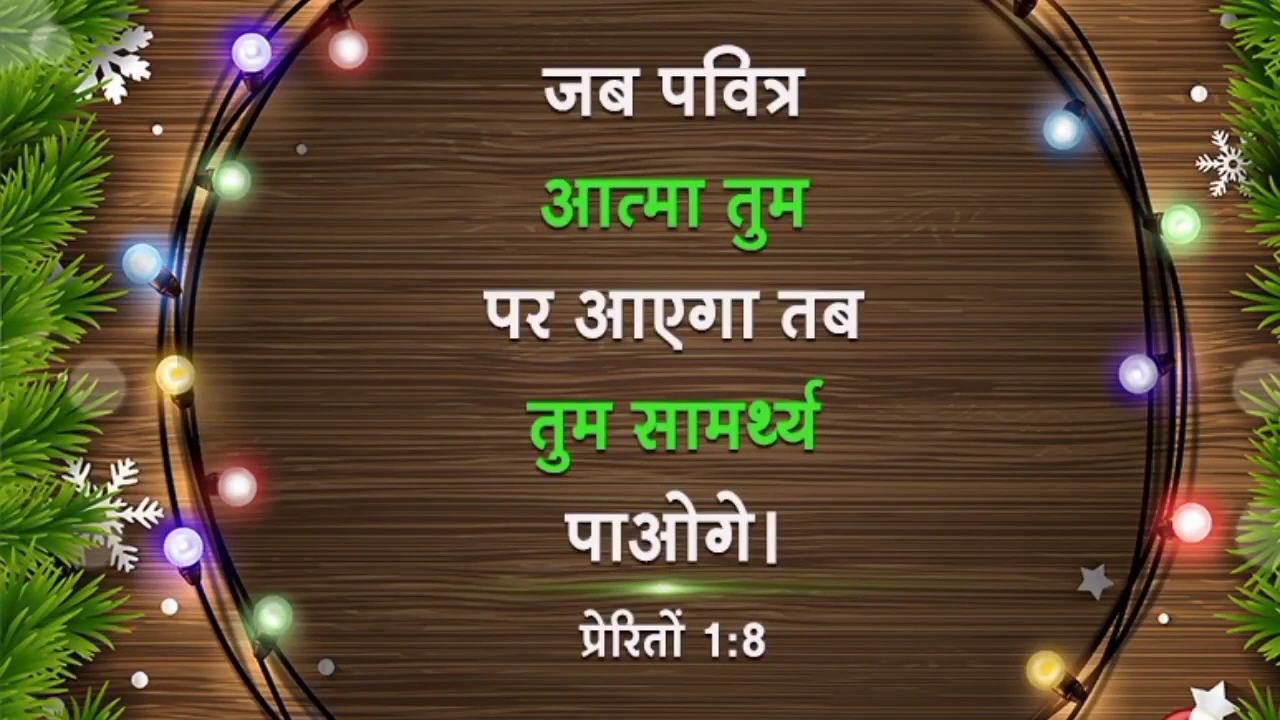 जब पवित्र
आत्मा तुम
पर आएगा तब
तुम सामर्थ्य
पाओगे।
प्रेरितों 1:8